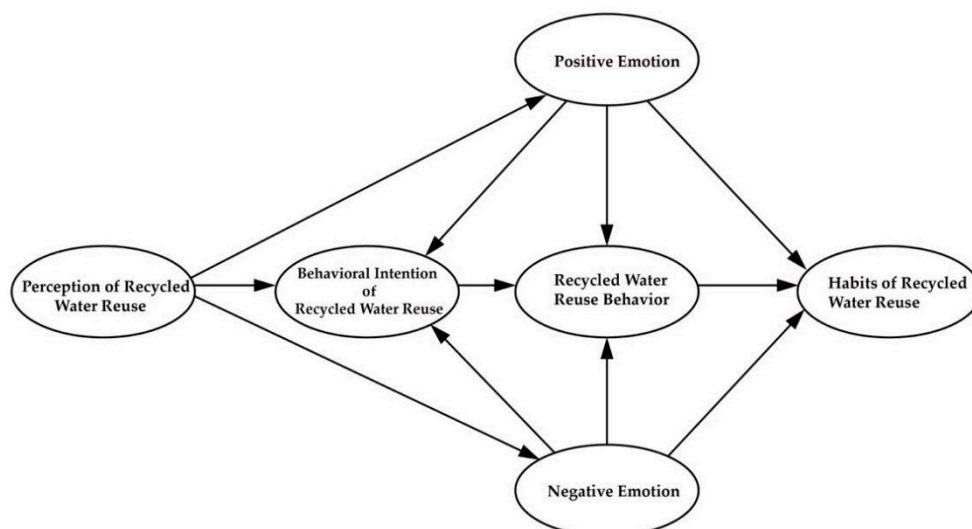 Positive Emotion
Perception of Recycled
Water Reuse
Behavioral Intention
of
Recycled Water Reuse
Recycled Water
Reuse Behavior
Habits of Recycled
Water Reuse
Negative Emotion